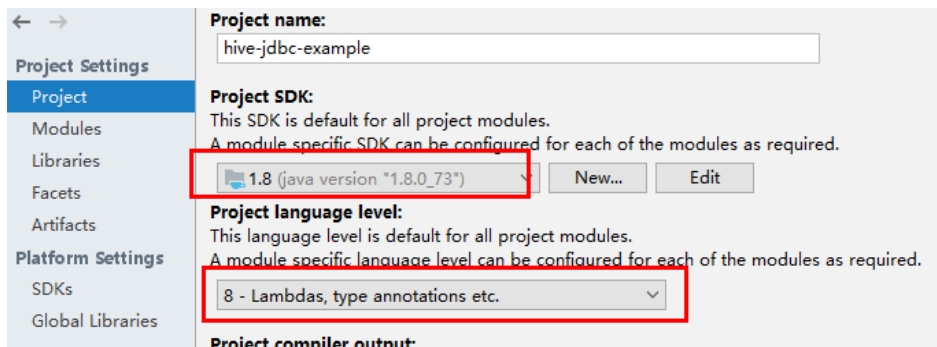 Project name:
hive-jdbc-example
Project Settings
Project
Modules
Libraries
Facets
Artifacts
Platform Settings
SDKs
Global Libraries
Project SDK:
This SDK is default for all project modules.
A module specific SDK can be configured for each of the modules as required.
1.8 (java version "1.8.0_73")
New...
Edit
Project language level:
This language level is default for all project modules.
A module specific language level can be configured for each of the modules as required.
8 - Lambdas, type annotations etc.
Project compiler output: